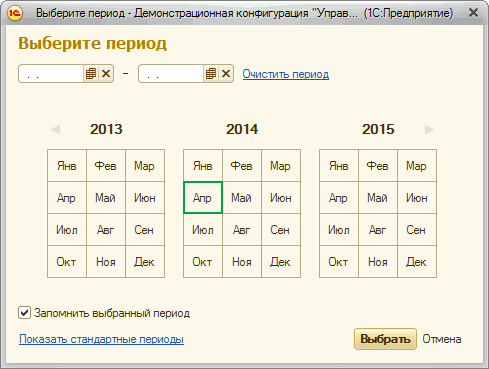 Выберите период - Демонстрационная конфигурация "Управ... (1С:Предприятие)
Выберите период
. . – . . Очистить период
2013 2014 2015
Янв Фев Мар Янв Фев Мар Янв Фев Мар
Апр Май Июн Апр Май Июн Апр Май Июн
Июл Авг Сен Июл Авг Сен Июл Авг Сен
Окт Ноя Дек Окт Ноя Дек Окт Ноя Дек
Запомнить выбранный период
Показать стандартные периоды Выбрать Отмена